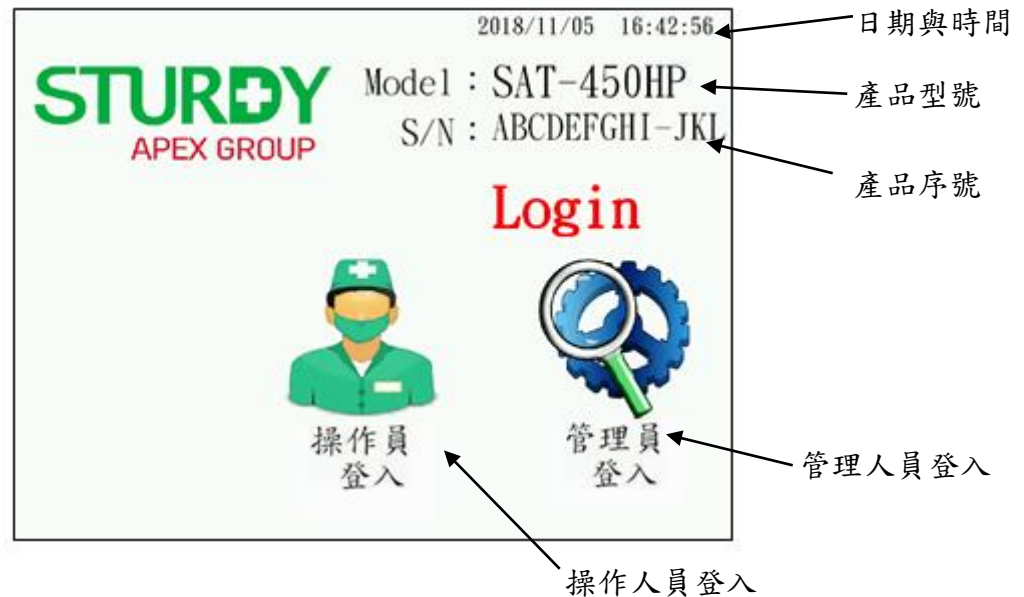 2018/11/05 16:42:56
日期與時間
STURDY
APEX GROUP
Model：SAT-450HP
產品型號
S/N：ABCDEFGHI-JKL
產品序號
Login
操作員
登入
管理員
登入
管理人員登入
操作人員登入